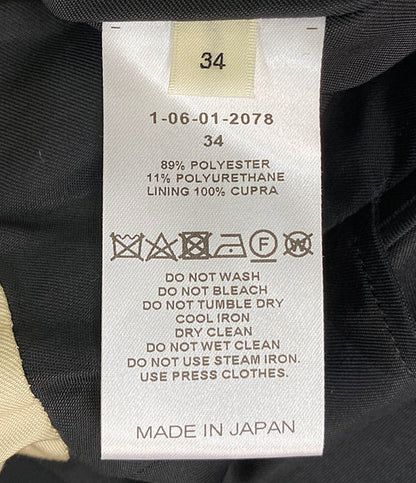 34
1-06-01-2078
34
89% POLYESTER
11% POLYURETHANE
LINING 100% CUPRA
F W
DO NOT WASH
DO NOT BLEACH
DO NOT TUMBLE DRY
COOL IRON
DRY CLEAN
DO NOT WET CLEAN
DO NOT USE STEAM IRON.
USE PRESS CLOTHES.
MADE IN JAPAN